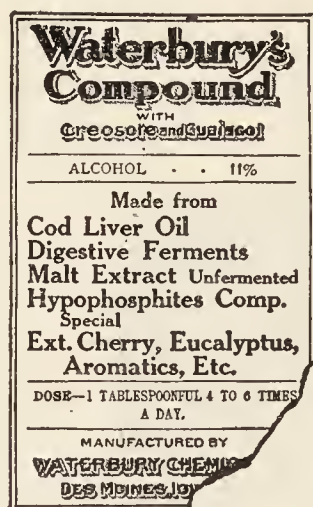 Waterbury's
Compound
WITH
Creosote and Guaiacol
ALCOHOL . . 11%
Made from
Cod Liver Oil
Digestive Ferments
Malt Extract Unfermented
Hypophosphites Comp.
Special
Ext. Cherry, Eucalyptus,
Aromatics, Etc.
DOSE—1 TABLESPOONFUL 4 TO 6 TIMES
A DAY.
MANUFACTURED BY
WATERBURY CHEMIC
DES MOINES, IOW